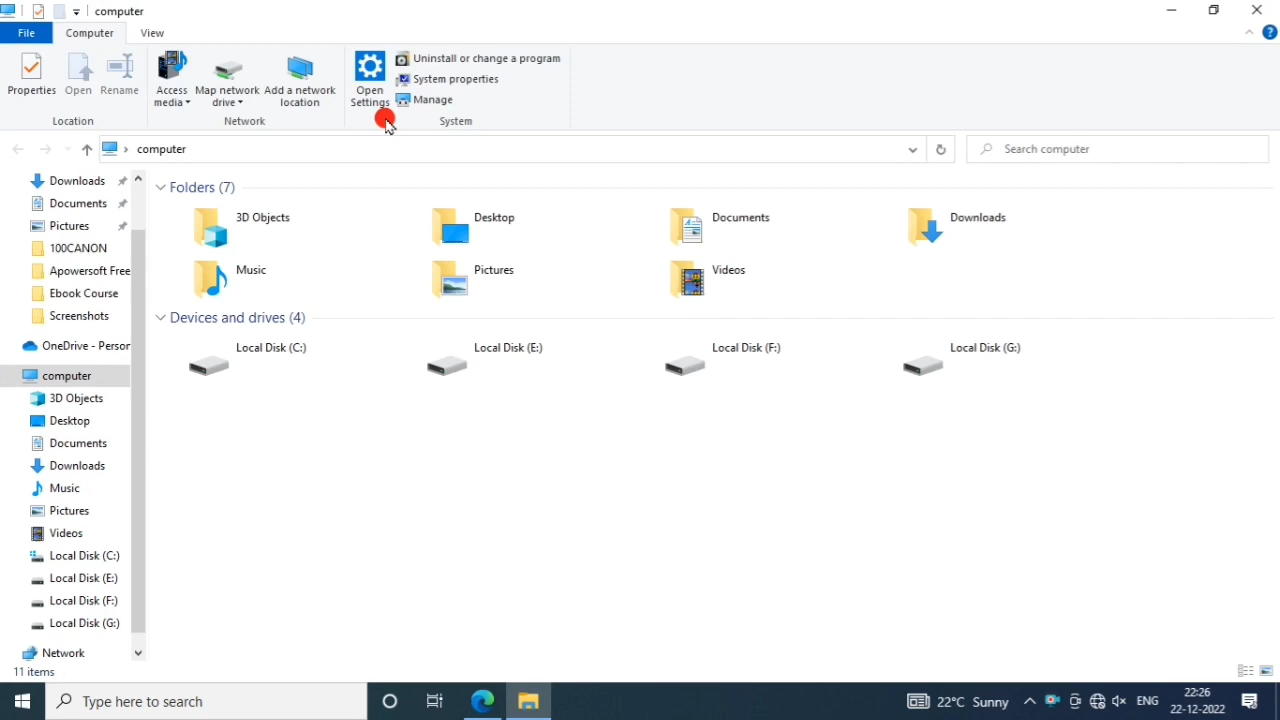 computer
File
Computer
View
Properties
Open
Rename
Access media
Map network drive
Add a network location
Open Settings
Uninstall or change a program
System properties
Manage
Location
Network
System
computer
Search computer
Downloads
Documents
Pictures
100CANON
Apowersoft Free
Ebook Course
Screenshots
OneDrive - Person
computer
3D Objects
Desktop
Documents
Downloads
Music
Pictures
Videos
Local Disk (C:)
Local Disk (E:)
Local Disk (F:)
Local Disk (G:)
Network
Folders (7)
3D Objects
Desktop
Documents
Downloads
Music
Pictures
Videos
Devices and drives (4)
Local Disk (C:)
Local Disk (E:)
Local Disk (F:)
Local Disk (G:)
11 items
Type here to search
22°C Sunny
ENG
22:26
22-12-2022